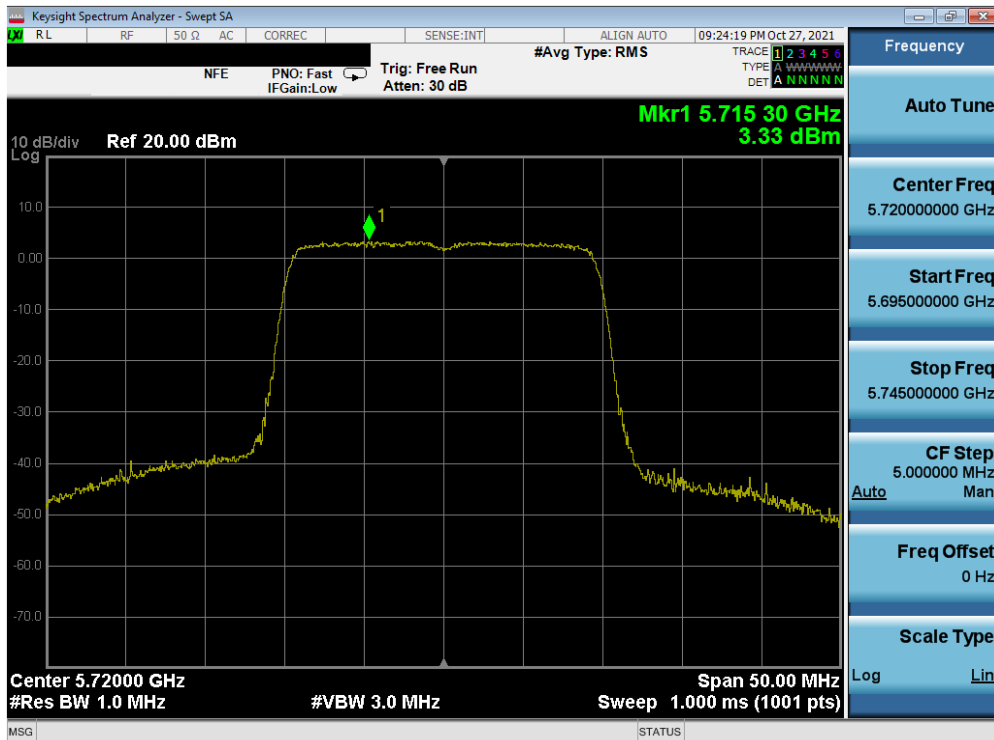 Keysight Spectrum Analyzer - Swept SA
LXI RL RF 50 Ω AC CORREC SENSE:INT ALIGN AUTO 09:24:19 PM Oct 27, 2021
NFE PNO: Fast Trig: Free Run #Avg Type: RMS TRACE 1 2 3 4 5 6
IFGain:Low Atten: 30 dB TYPE A WWWWW
DET A N N N N N
Mkr1 5.715 30 GHz
3.33 dBm
10 dB/div Ref 20.00 dBm
Log
1
10.0
0.00
-10.0
-20.0
-30.0
-40.0
-50.0
-60.0
-70.0
Center 5.72000 GHz Span 50.00 MHz
#Res BW 1.0 MHz #VBW 3.0 MHz Sweep 1.000 ms (1001 pts)
MSG STATUS
Frequency
Auto Tune
Center Freq
5.720000000 GHz
Start Freq
5.695000000 GHz
Stop Freq
5.745000000 GHz
CF Step
5.000000 MHz
Auto Man
Freq Offset
0 Hz
Scale Type
Log Lin